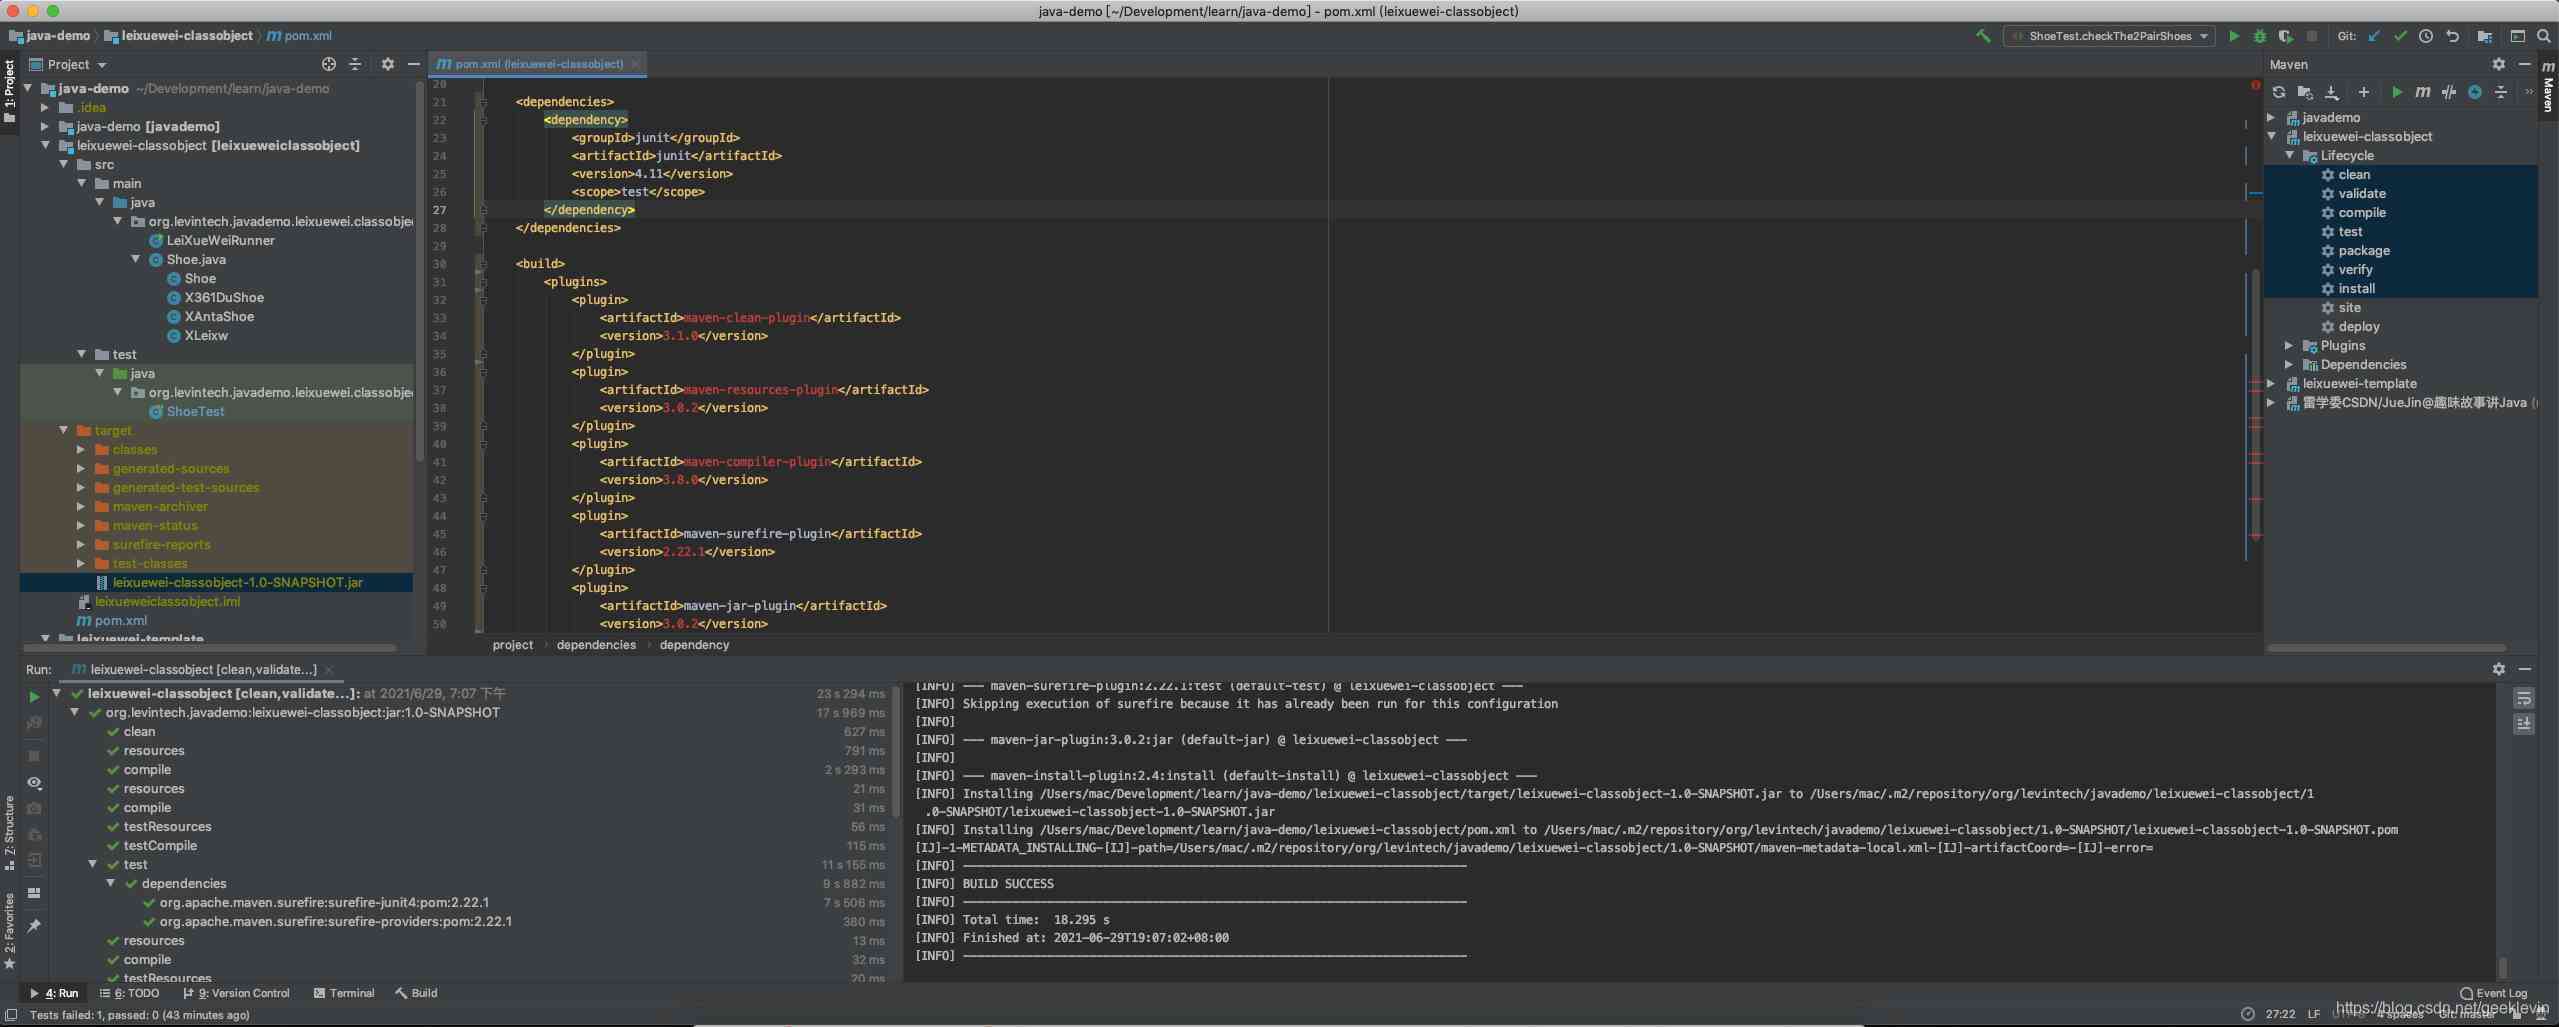 java-demo [~/Development/learn/java-demo] - pom.xml (leixuewei-classobject)
java-demo leixuewei-classobject pom.xml
ShoeTest.checkThe2PairShoes Git:
1: Project
Project
java-demo ~/Development/learn/java-demo
.idea
java-demo [javademo]
leixuewei-classobject [leixueweiclassobject]
src
main
java
org.levintech.javademo.leixuewei.classobje
LeiXueWeiRunner
Shoe.java
Shoe
X361DuShoe
XAntaShoe
XLeixw
test
java
org.levintech.javademo.leixuewei.classobje
ShoeTest
target
classes
generated-sources
generated-test-sources
maven-archiver
maven-status
surefire-reports
test-classes
leixuewei-classobject-1.0-SNAPSHOT.jar
leixueweiclassobject.iml
pom.xml
leixuewei-template
pom.xml (leixuewei-classobject)
20
21 <dependencies>
22 <dependency>
23 <groupId>junit</groupId>
24 <artifactId>junit</artifactId>
25 <version>4.11</version>
26 <scope>test</scope>
27 </dependency>
28 </dependencies>
29
30 <build>
31 <plugins>
32 <plugin>
33 <artifactId>maven-clean-plugin</artifactId>
34 <version>3.1.0</version>
35 </plugin>
36 <plugin>
37 <artifactId>maven-resources-plugin</artifactId>
38 <version>3.0.2</version>
39 </plugin>
40 <plugin>
41 <artifactId>maven-compiler-plugin</artifactId>
42 <version>3.8.0</version>
43 </plugin>
44 <plugin>
45 <artifactId>maven-surefire-plugin</artifactId>
46 <version>2.22.1</version>
47 </plugin>
48 <plugin>
49 <artifactId>maven-jar-plugin</artifactId>
50 <version>3.0.2</version>
project dependencies dependency
Maven
Maven
javademo
leixuewei-classobject
Lifecycle
clean
validate
compile
test
package
verify
install
site
deploy
Plugins
Dependencies
leixuewei-template
雷学委CSDN/JueJin@趣味故事讲Java (
Run: leixuewei-classobject [clean,validate...]
leixuewei-classobject [clean,validate...]: at 2021/6/29, 7:07 下午 23 s 294 ms
org.levintech.javademo:leixuewei-classobject:jar:1.0-SNAPSHOT 17 s 969 ms
clean 627 ms
resources 791 ms
compile 2 s 293 ms
resources 21 ms
compile 31 ms
testResources 56 ms
testCompile 115 ms
test 11 s 155 ms
dependencies 9 s 882 ms
org.apache.maven.surefire:surefire-junit4:pom:2.22.1 7 s 506 ms
org.apache.maven.surefire:surefire-providers:pom:2.22.1 380 ms
resources 13 ms
compile 32 ms
testResources 20 ms
[INFO] --- maven-surefire-plugin:2.22.1:test (default-test) @ leixuewei-classobject ---
[INFO] Skipping execution of surefire because it has already been run for this configuration
[INFO]
[INFO] --- maven-jar-plugin:3.0.2:jar (default-jar) @ leixuewei-classobject ---
[INFO]
[INFO] --- maven-install-plugin:2.4:install (default-install) @ leixuewei-classobject ---
[INFO] Installing /Users/mac/Development/learn/java-demo/leixuewei-classobject/target/leixuewei-classobject-1.0-SNAPSHOT.jar to /Users/mac/.m2/repository/org/levintech/javademo/leixuewei-classobject/1
.0-SNAPSHOT/leixuewei-classobject-1.0-SNAPSHOT.jar
[INFO] Installing /Users/mac/Development/learn/java-demo/leixuewei-classobject/pom.xml to /Users/mac/.m2/repository/org/levintech/javademo/leixuewei-classobject/1.0-SNAPSHOT/leixuewei-classobject-1.0-SNAPSHOT.pom
[IJ]-1-METADATA_INSTALLING-[IJ]-path=/Users/mac/.m2/repository/org/levintech/javademo/leixuewei-classobject/1.0-SNAPSHOT/maven-metadata-local.xml-[IJ]-artifactCoord=-[IJ]-error=
[INFO] ------------------------------------------------------------------------
[INFO] BUILD SUCCESS
[INFO] ------------------------------------------------------------------------
[INFO] Total time: 18.295 s
[INFO] Finished at: 2021-06-29T19:07:02+08:00
[INFO] ------------------------------------------------------------------------
7: Structure
2: Favorites
4: Run 6: TODO 9: Version Control Terminal Build
Event Log
Tests failed: 1, passed: 0 (43 minutes ago)
27:22 LF UTF-8 4 spaces Git: master
https://blog.csdn.net/geeklevin